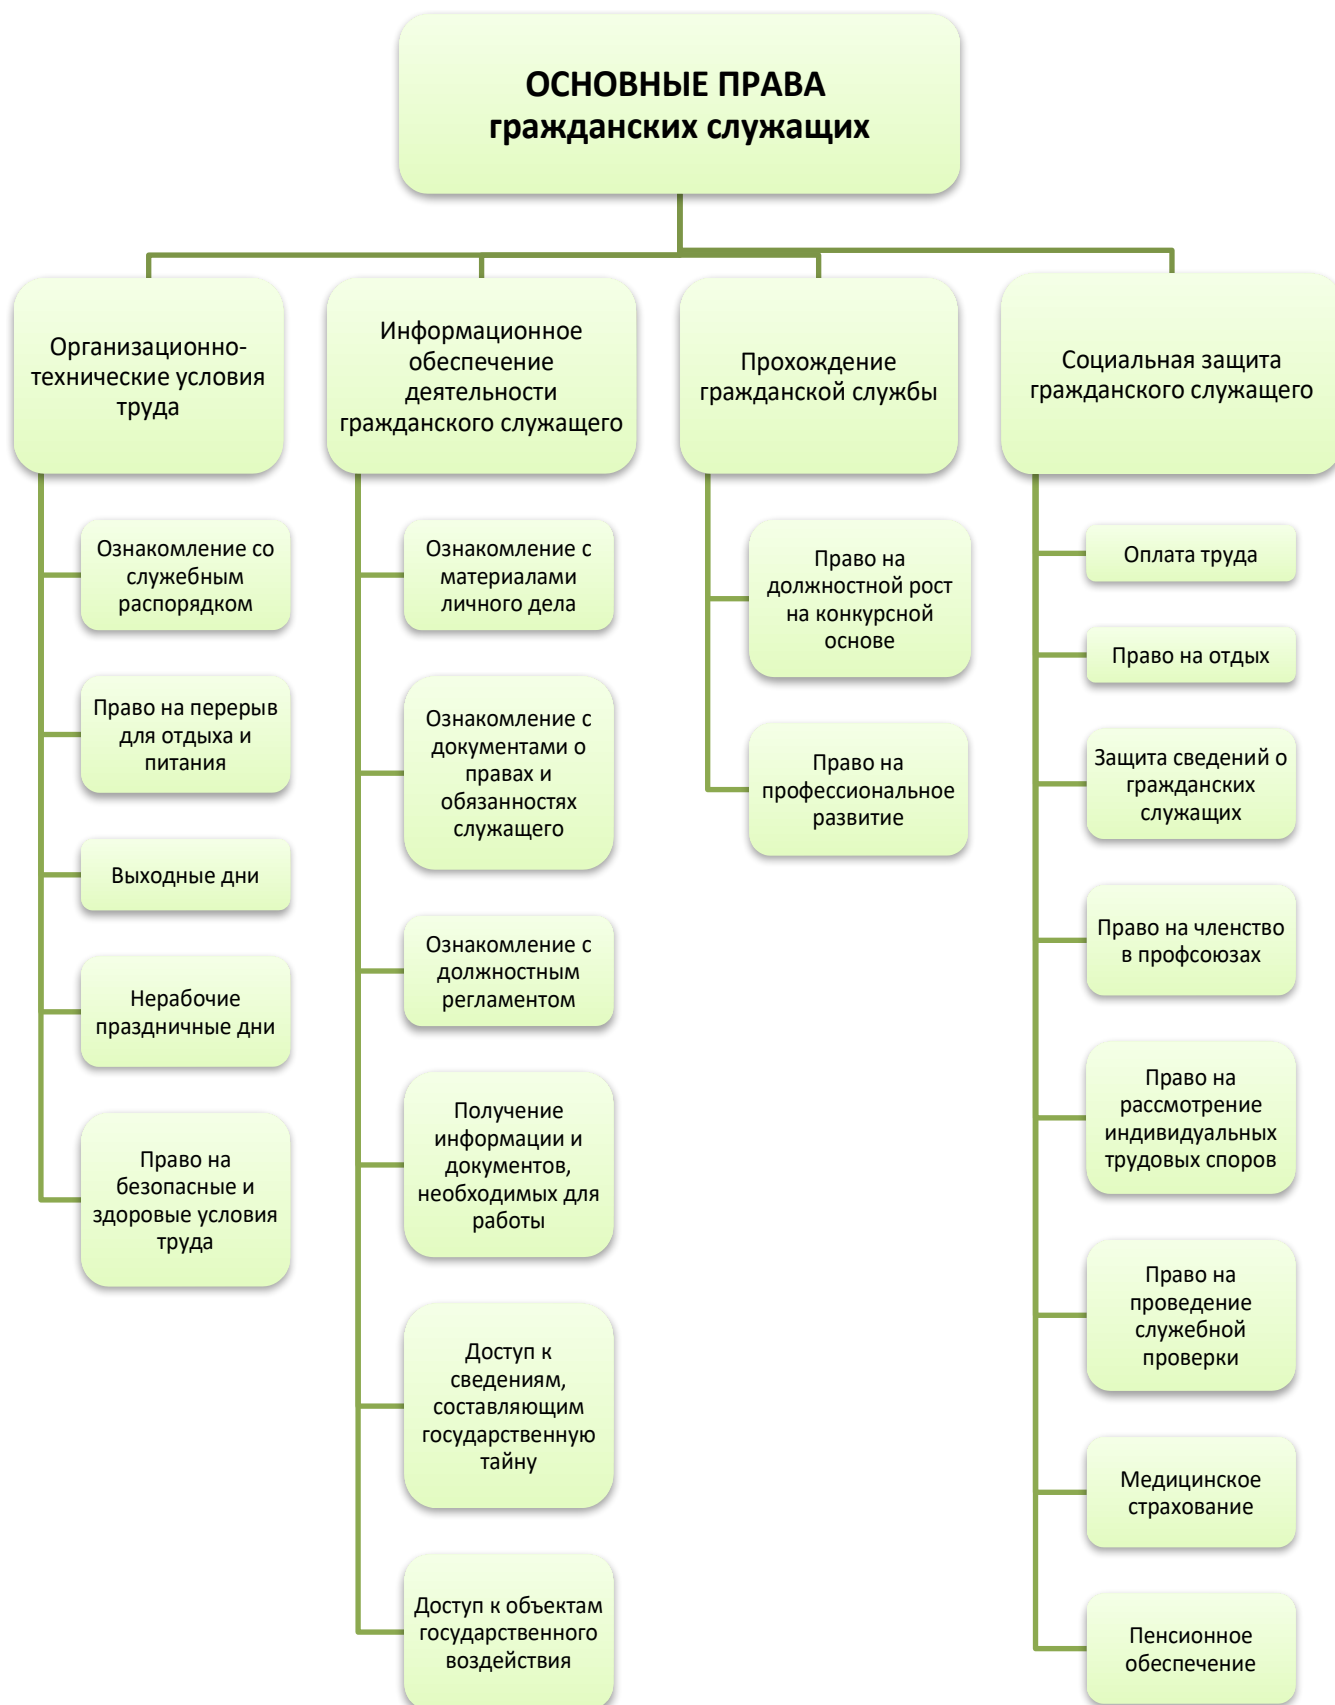 ОСНОВНЫЕ ПРАВА
гражданских служащих
Организационно-
технические условия
труда
Ознакомление со
служебным
распорядком
Право на перерыв
для отдыха и
питания
Выходные дни
Нерабочие
праздничные дни
Право на
безопасные и
здоровые условия
труда
Информационное
обеспечение
деятельности
гражданского служащего
Ознакомление с
материалами
личного дела
Ознакомление с
документами о
правах и
обязанностях
служащего
Ознакомление с
должностным
регламентом
Получение
информации и
документов,
необходимых для
работы
Доступ к
сведениям,
составляющим
государственную
тайну
Доступ к объектам
государственного
воздействия
Прохождение
гражданской службы
Право на
должностной рост
на конкурсной
основе
Право на
профессиональное
развитие
Социальная защита
гражданского служащего
Оплата труда
Право на отдых
Защита сведений о
гражданских
служащих
Право на членство
в профсоюзах
Право на
рассмотрение
индивидуальных
трудовых споров
Право на
проведение
служебной
проверки
Медицинское
страхование
Пенсионное
обеспечение